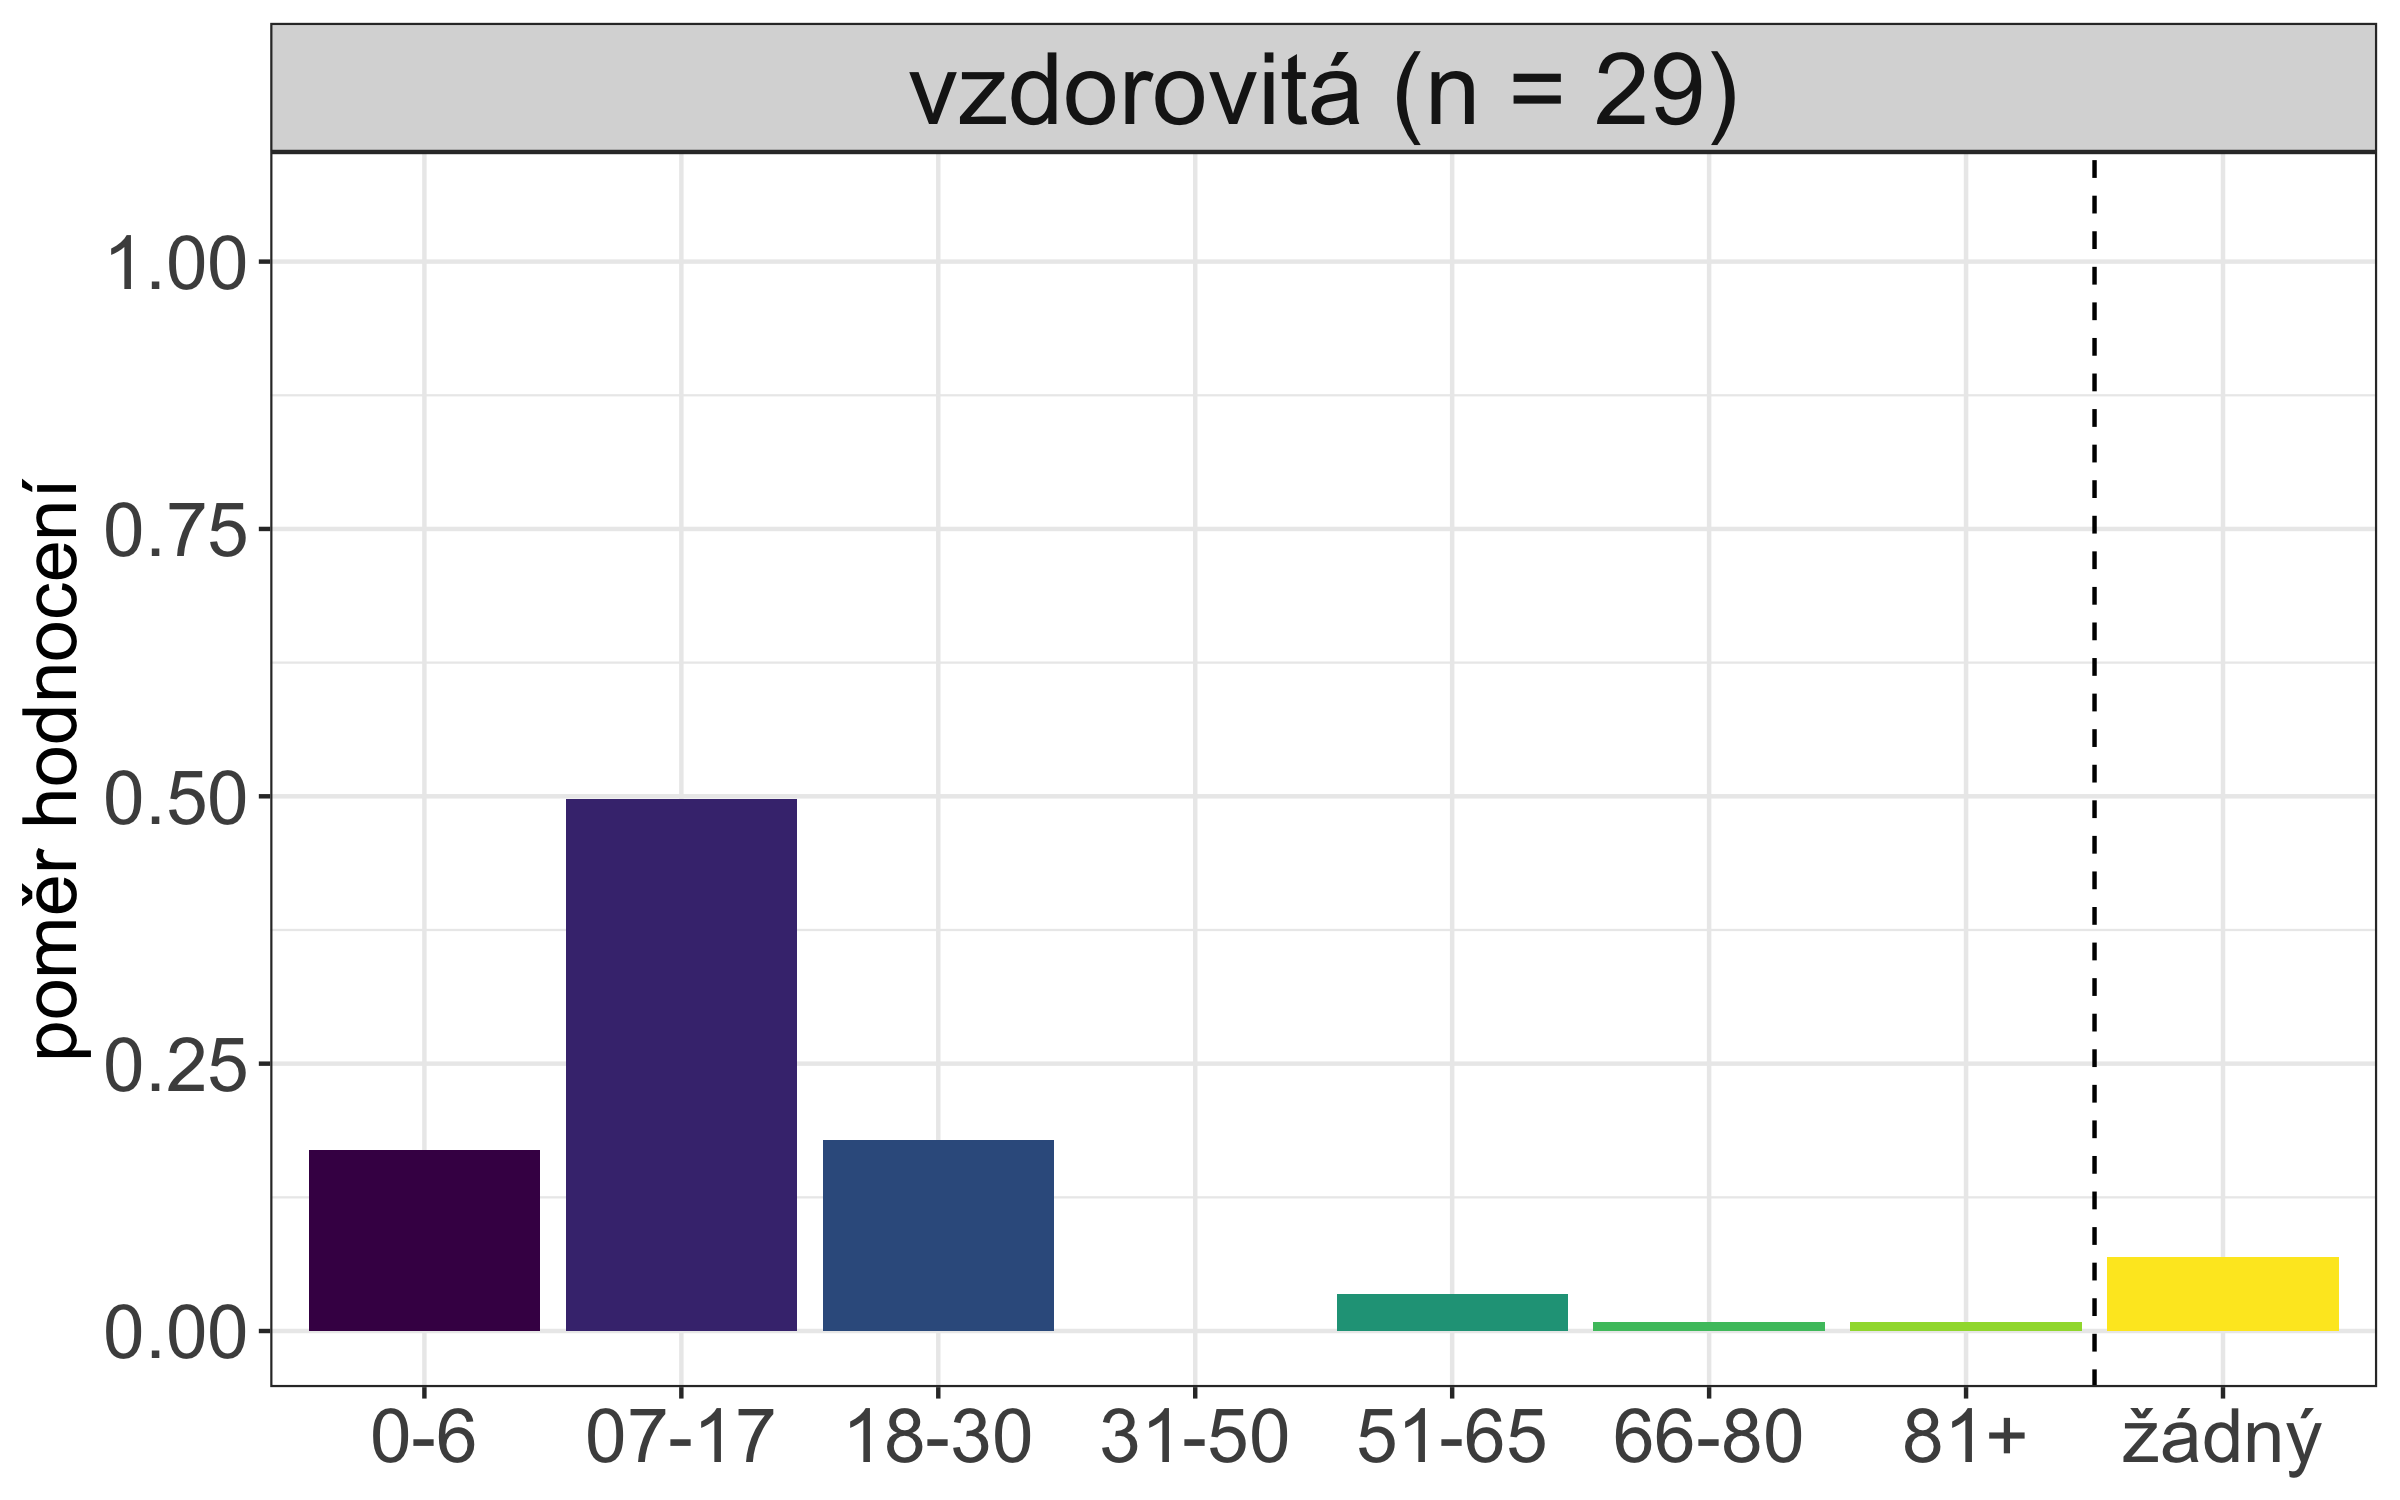 vzdorovitá (n = 29)
poměr hodnocení
1.00
0.75
0.50
0.25
0.00
0-6 07-17 18-30 31-50 51-65 66-80 81+ žádný